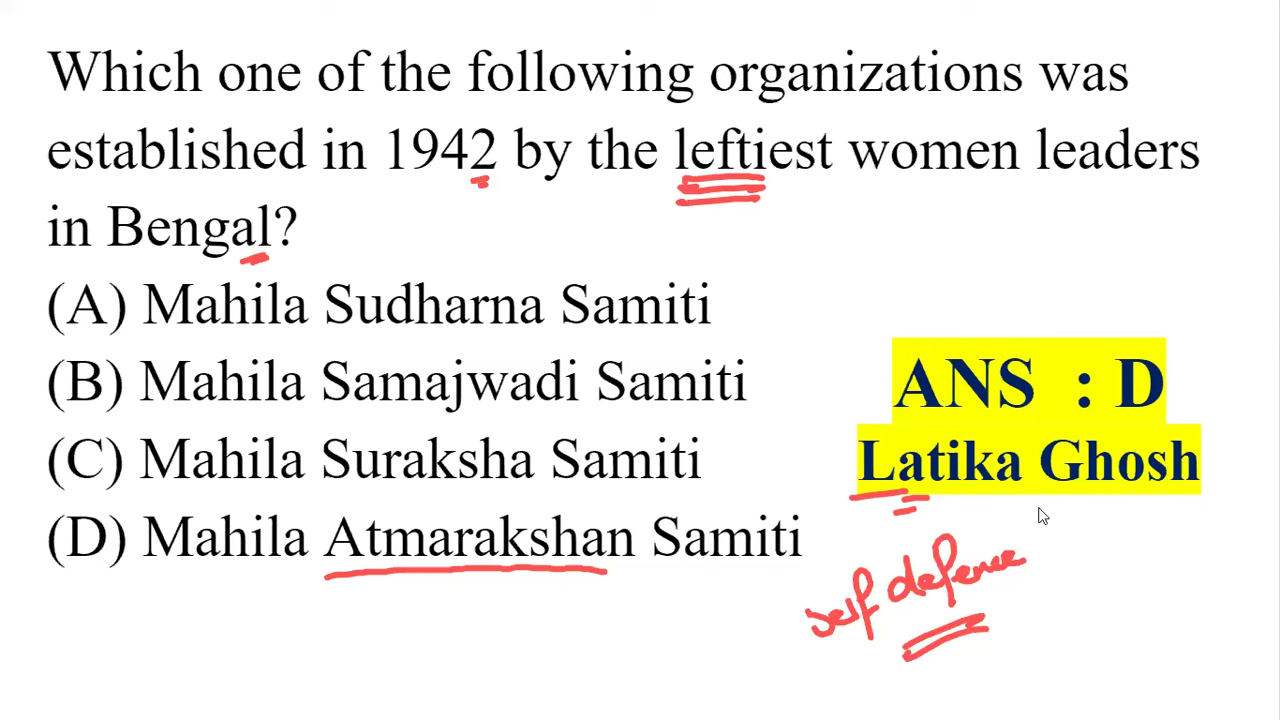 Which one of the following organizations was
established in 1942 by the leftiest women leaders
in Bengal?
(A) Mahila Sudharna Samiti
(B) Mahila Samajwadi Samiti
(C) Mahila Suraksha Samiti
(D) Mahila Atmarakshan Samiti
ANS : D
Latika Ghosh
self defence